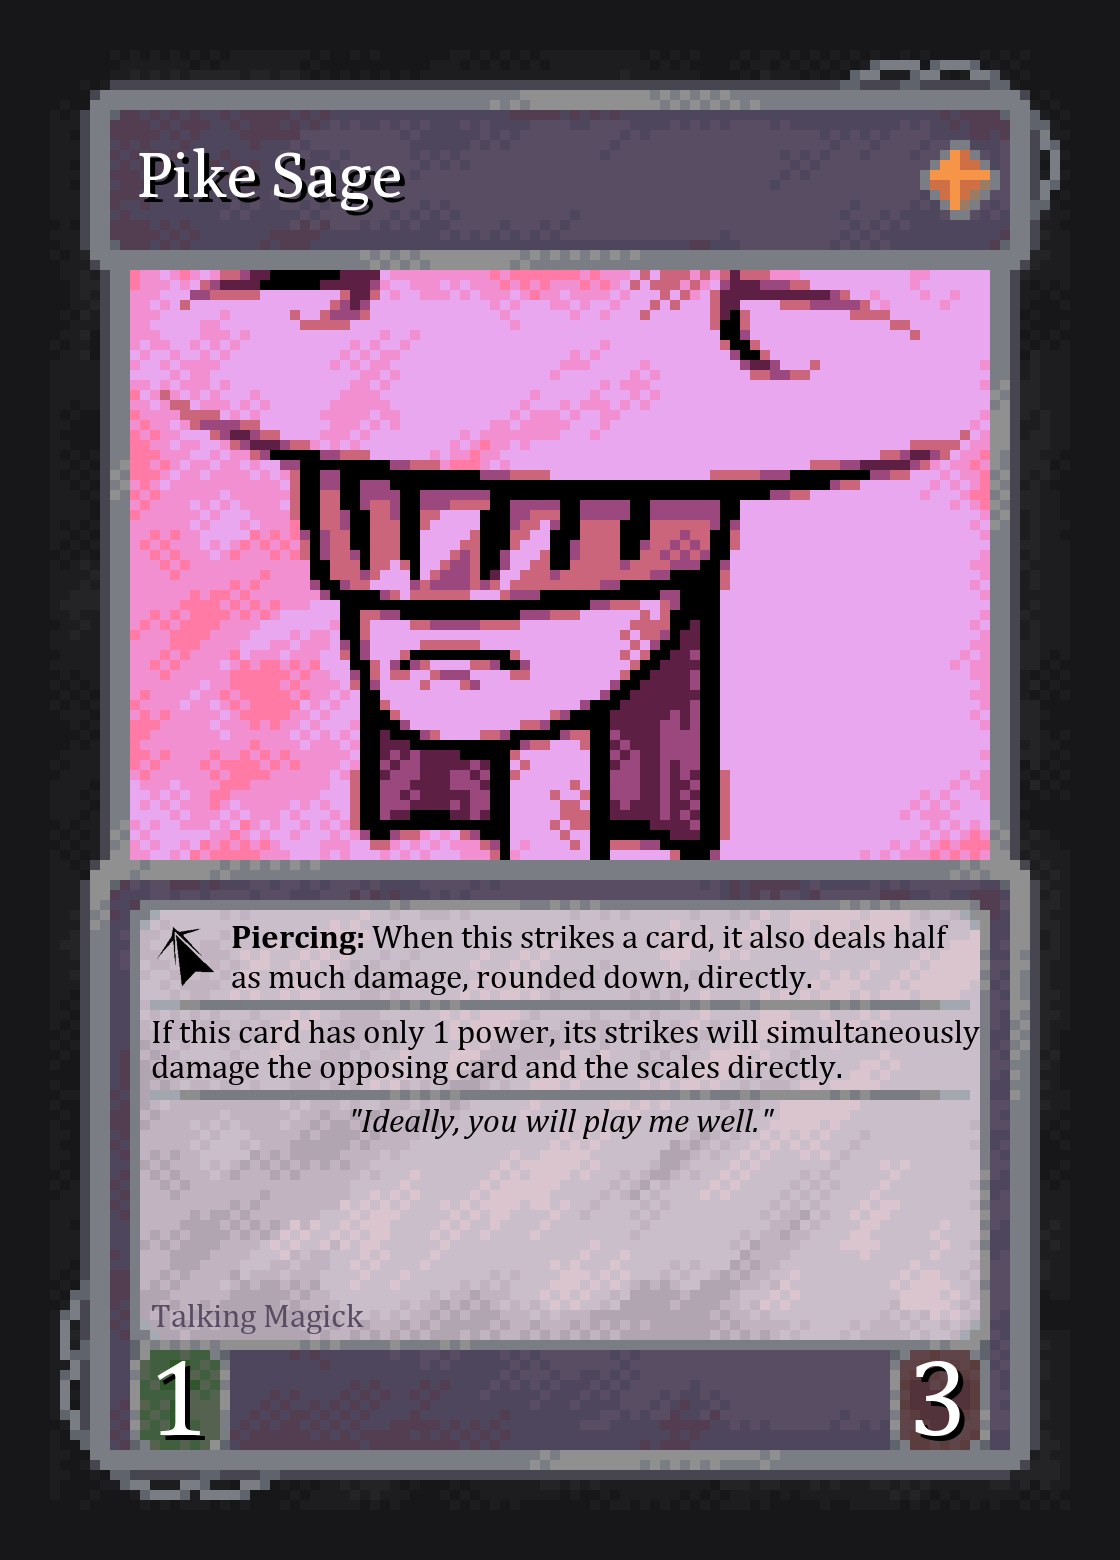 Pike Sage
Piercing: When this strikes a card, it also deals half
as much damage, rounded down, directly.
If this card has only 1 power, its strikes will simultaneously
damage the opposing card and the scales directly.
"Ideally, you will play me well."
Talking Magick
1
3